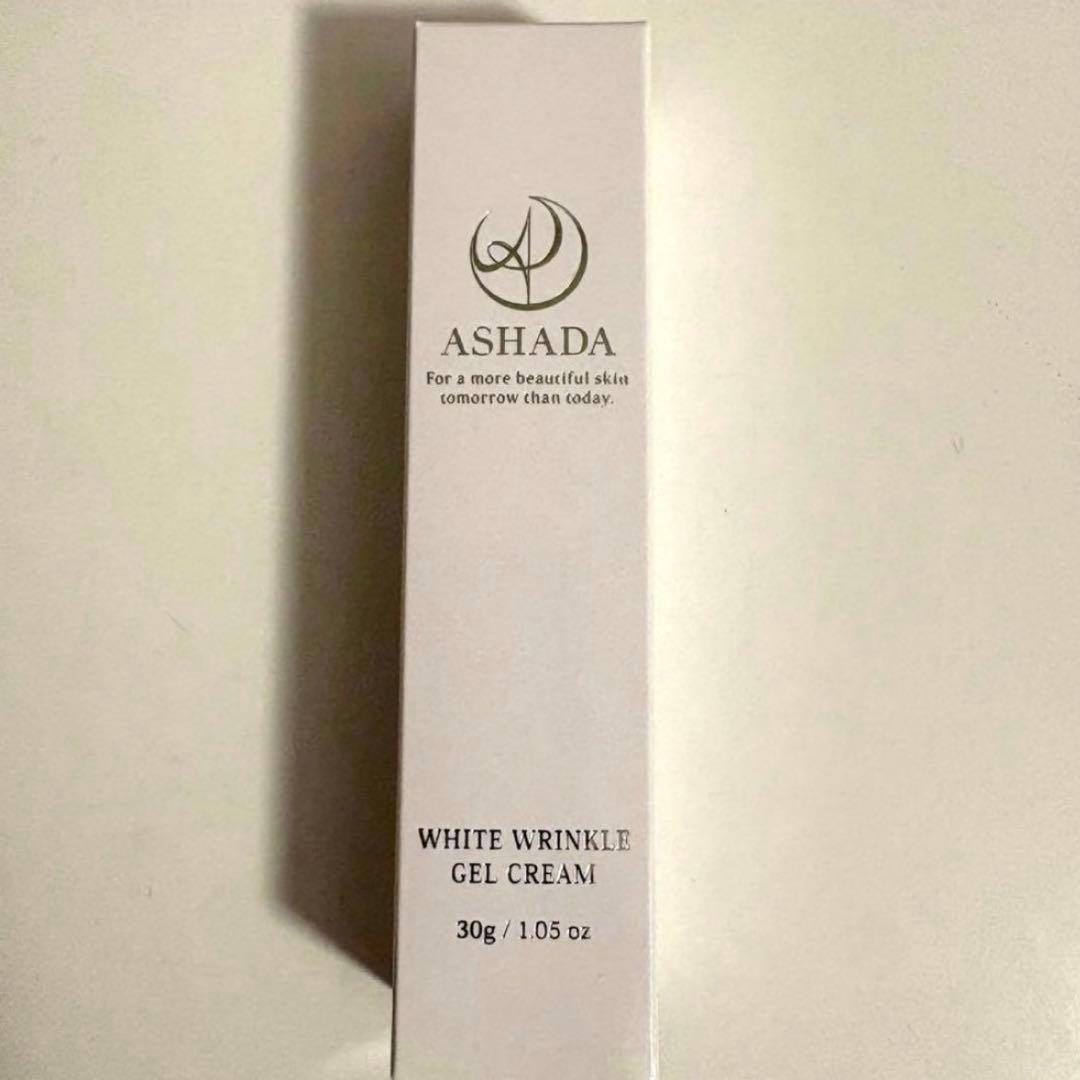 ASHADA
For a more beautiful skin
tomorrow than today.
WHITE WRINKLE
GEL CREAM
30g / 1.05 oz